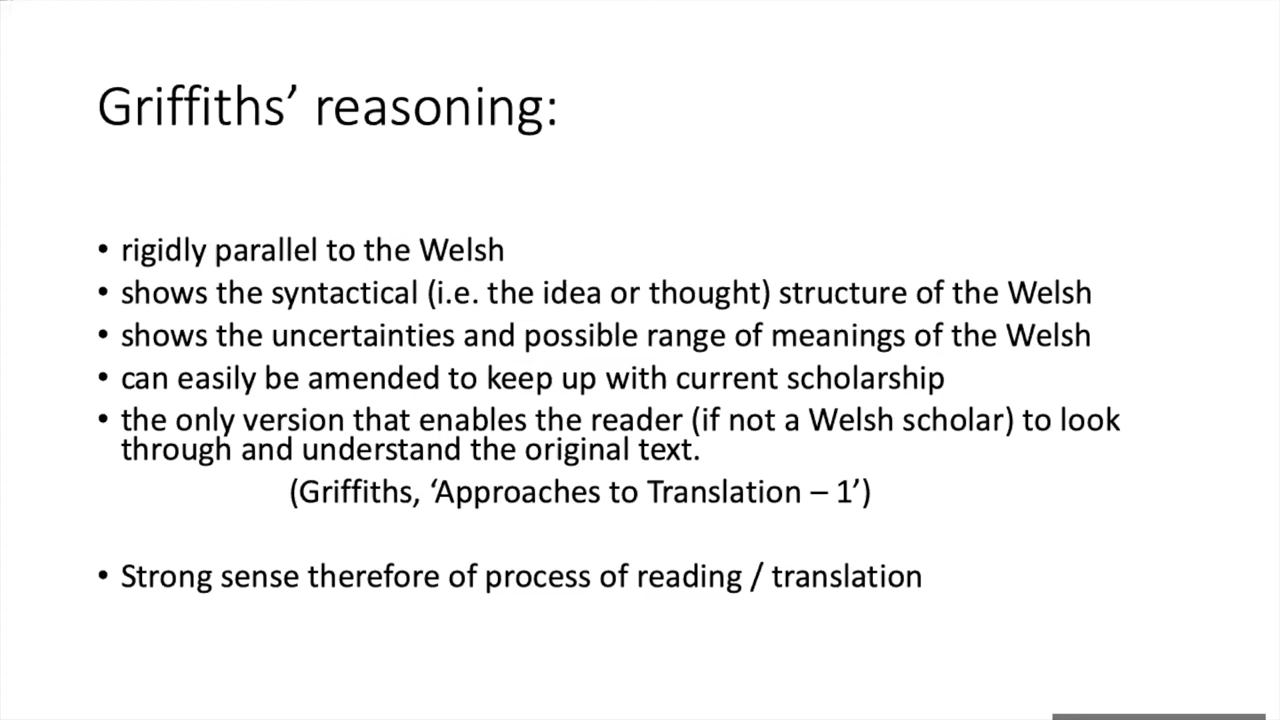 Griffiths’ reasoning:
• rigidly parallel to the Welsh
• shows the syntactical (i.e. the idea or thought) structure of the Welsh
• shows the uncertainties and possible range of meanings of the Welsh
• can easily be amended to keep up with current scholarship
• the only version that enables the reader (if not a Welsh scholar) to look
through and understand the original text.
(Griffiths, ‘Approaches to Translation – 1’)
• Strong sense therefore of process of reading / translation